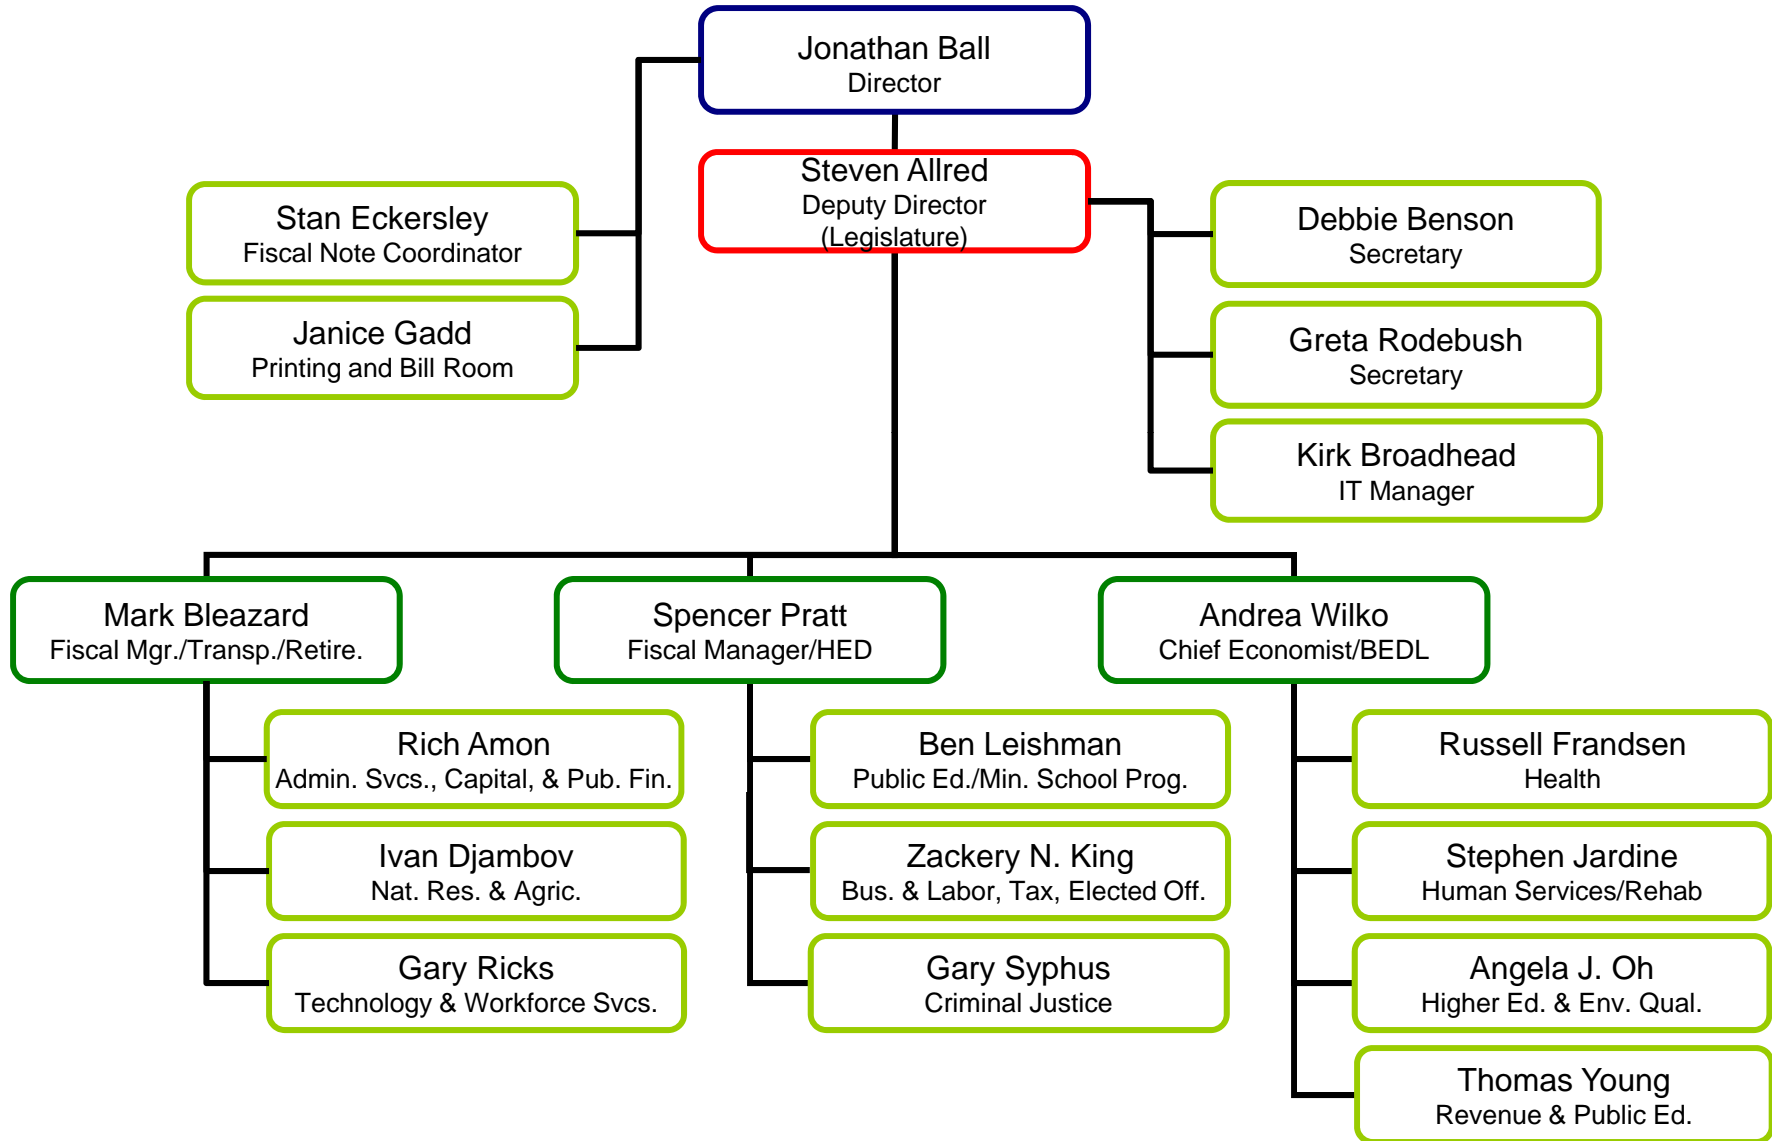 Jonathan Ball
Director
Steven Allred
Deputy Director
(Legislature)
Stan Eckersley
Fiscal Note Coordinator
Janice Gadd
Printing and Bill Room
Debbie Benson
Secretary
Greta Rodebush
Secretary
Kirk Broadhead
IT Manager
Mark Bleazard
Fiscal Mgr./Transp./Retire.
Spencer Pratt
Fiscal Manager/HED
Andrea Wilko
Chief Economist/BEDL
Rich Amon
Admin. Svcs., Capital, & Pub. Fin.
Ivan Djambov
Nat. Res. & Agric.
Gary Ricks
Technology & Workforce Svcs.
Ben Leishman
Public Ed./Min. School Prog.
Zackery N. King
Bus. & Labor, Tax, Elected Off.
Gary Syphus
Criminal Justice
Russell Frandsen
Health
Stephen Jardine
Human Services/Rehab
Angela J. Oh
Higher Ed. & Env. Qual.
Thomas Young
Revenue & Public Ed.